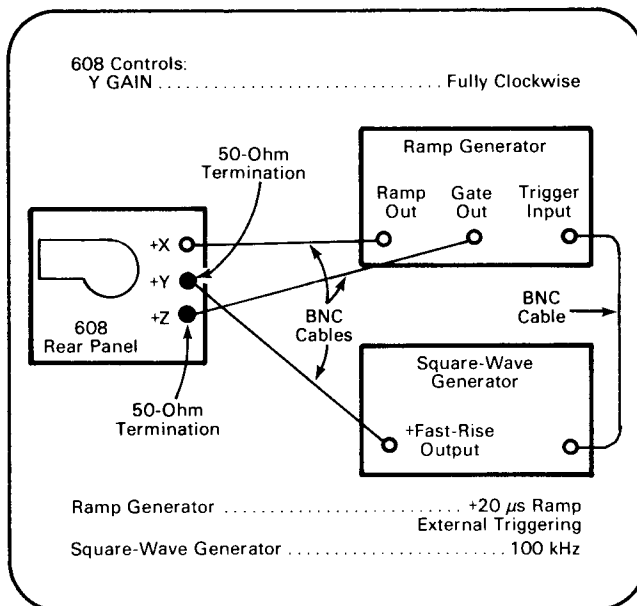 608 Controls:
Y GAIN ............................ Fully Clockwise
50-Ohm
Termination
Ramp Generator
Ramp
Out
Gate
Out
Trigger
Input
+X
+Y
+Z
608
Rear Panel
BNC
Cables
BNC
Cable
50-Ohm
Termination
Square-Wave
Generator
+Fast-Rise
Output
Ramp Generator ........................ +20 μs Ramp
External Triggering
Square-Wave Generator ..................... 100 kHz